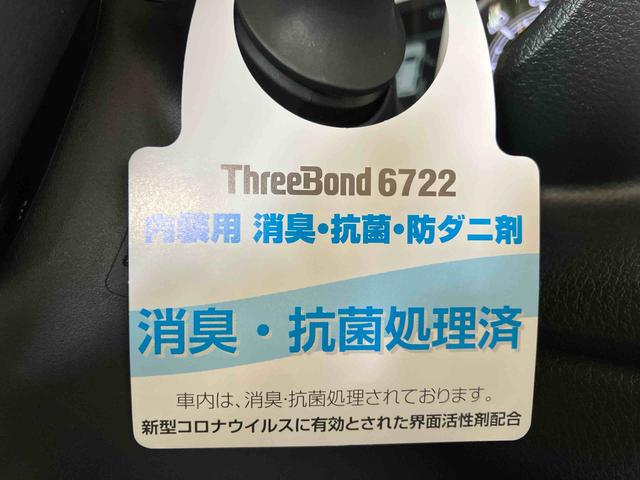 ThreeBond 6722
内装用 消臭・抗菌・防ダニ剤
消臭・抗菌処理済
車内は、消臭・抗菌処理されております。
新型コロナウイルスに有効とされた界面活性剤配合